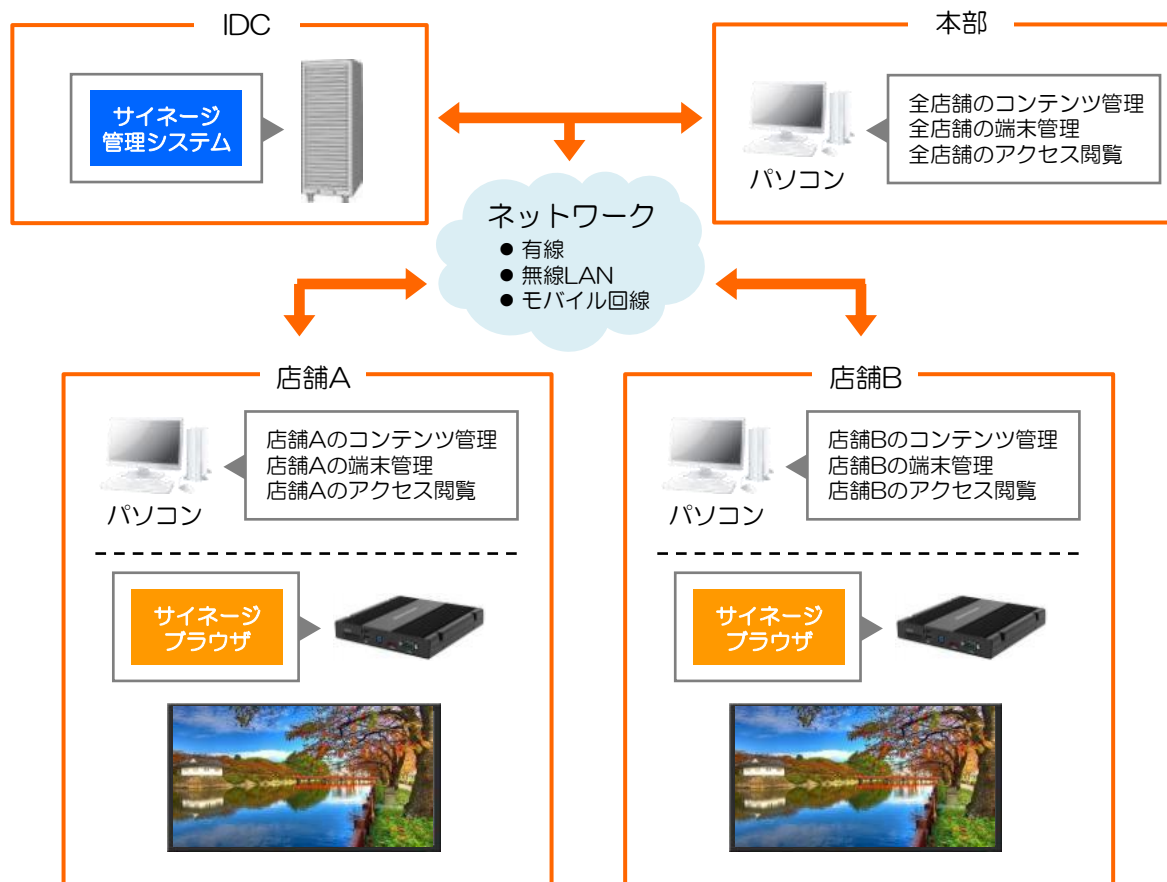 IDC
サイネージ
管理システム
本部
全店舗のコンテンツ管理
全店舗の端末管理
全店舗のアクセス閲覧
パソコン
ネットワーク
● 有線
● 無線LAN
● モバイル回線
店舗A
店舗Aのコンテンツ管理
店舗Aの端末管理
店舗Aのアクセス閲覧
パソコン
サイネージ
ブラウザ
店舗B
店舗Bのコンテンツ管理
店舗Bの端末管理
店舗Bのアクセス閲覧
パソコン
サイネージ
ブラウザ